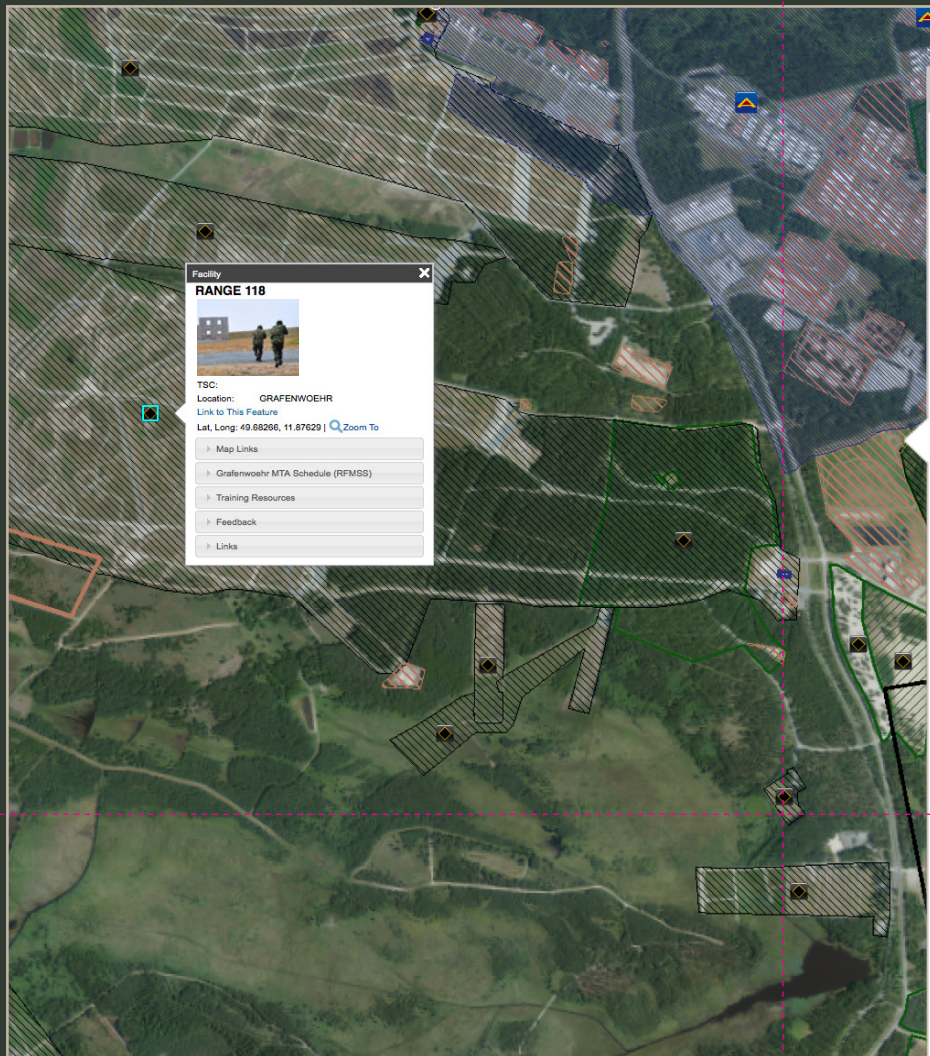 Facility
RANGE 118
TSC:
Location: GRAFENWOEHR
Link to This Feature
Lat, Long: 49.68266, 11.87629 | Zoom To
Map Links
Grafenwoehr MTA Schedule (RFMSS)
Training Resources
Feedback
Links